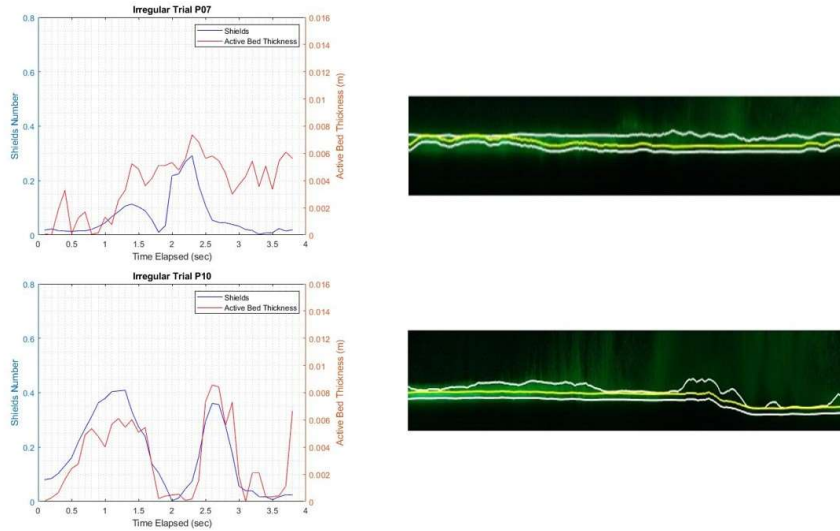 Irregular Trial P07
Shields
Active Bed Thickness
Shields Number
Active Bed Thickness (m)
0.8
0.6
0.4
0.2
0
0.016
0.014
0.012
0.01
0.008
0.006
0.004
0.002
0
0 0.5 1 1.5 2 2.5 3 3.5 4
Time Elapsed (sec)
Irregular Trial P10
Shields
Active Bed Thickness
Shields Number
Active Bed Thickness (m)
0.8
0.6
0.4
0.2
0
0.016
0.014
0.012
0.01
0.008
0.006
0.004
0.002
0
0 0.5 1 1.5 2 2.5 3 3.5 4
Time Elapsed (sec)